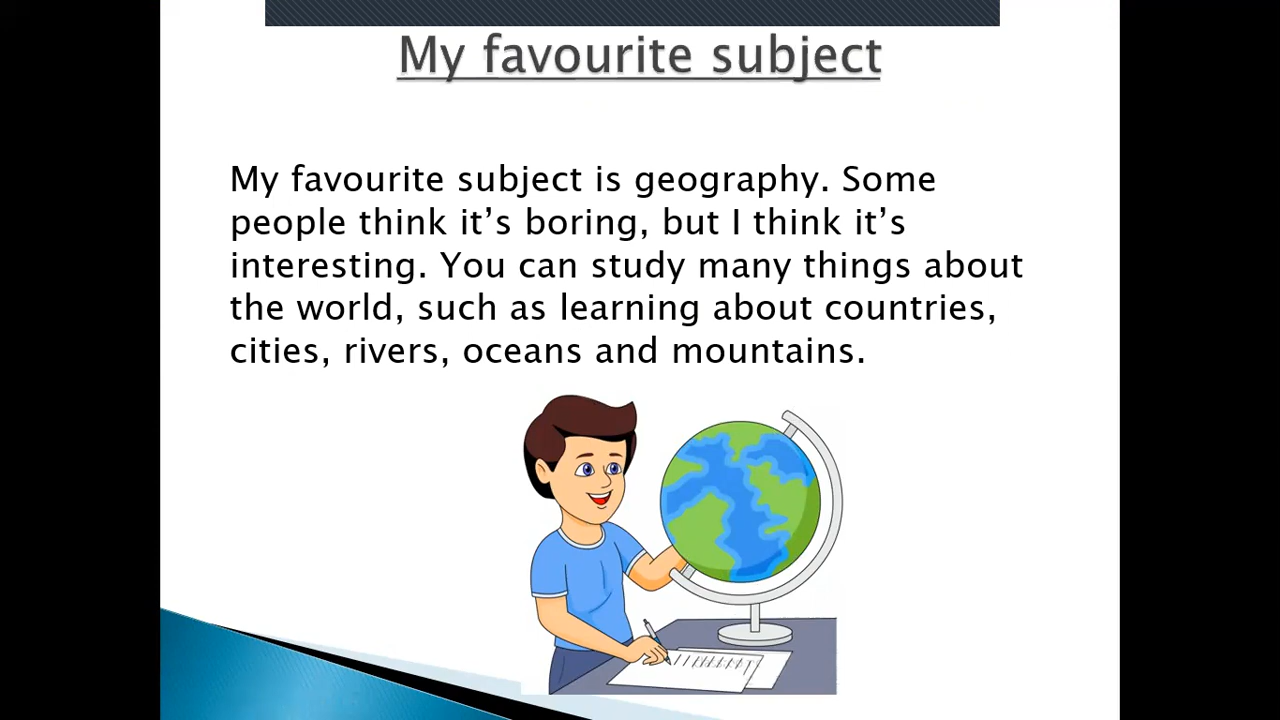 My favourite subject
My favourite subject is geography. Some
people think it’s boring, but I think it’s
interesting. You can study many things about
the world, such as learning about countries,
cities, rivers, oceans and mountains.